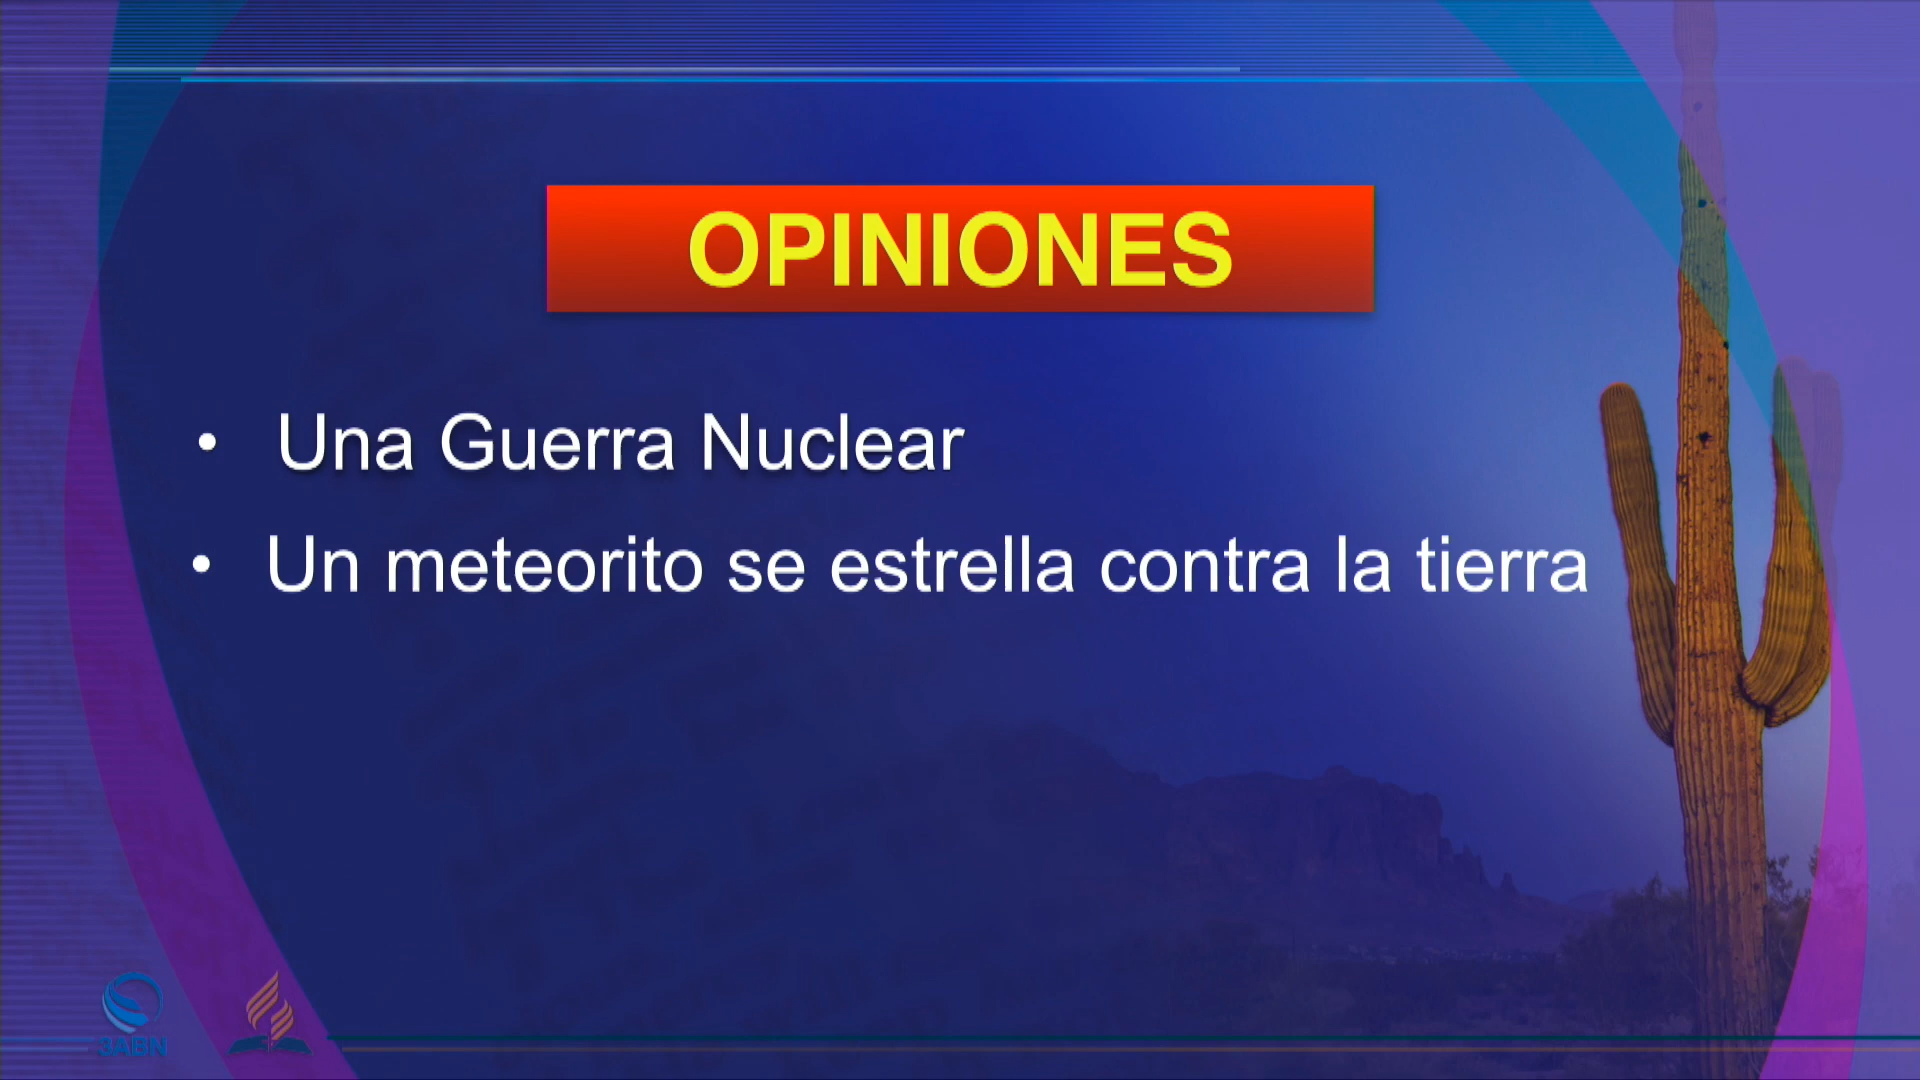 OPINIONES
• Una Guerra Nuclear
• Un meteorito se estrella contra la tierra
3ABN